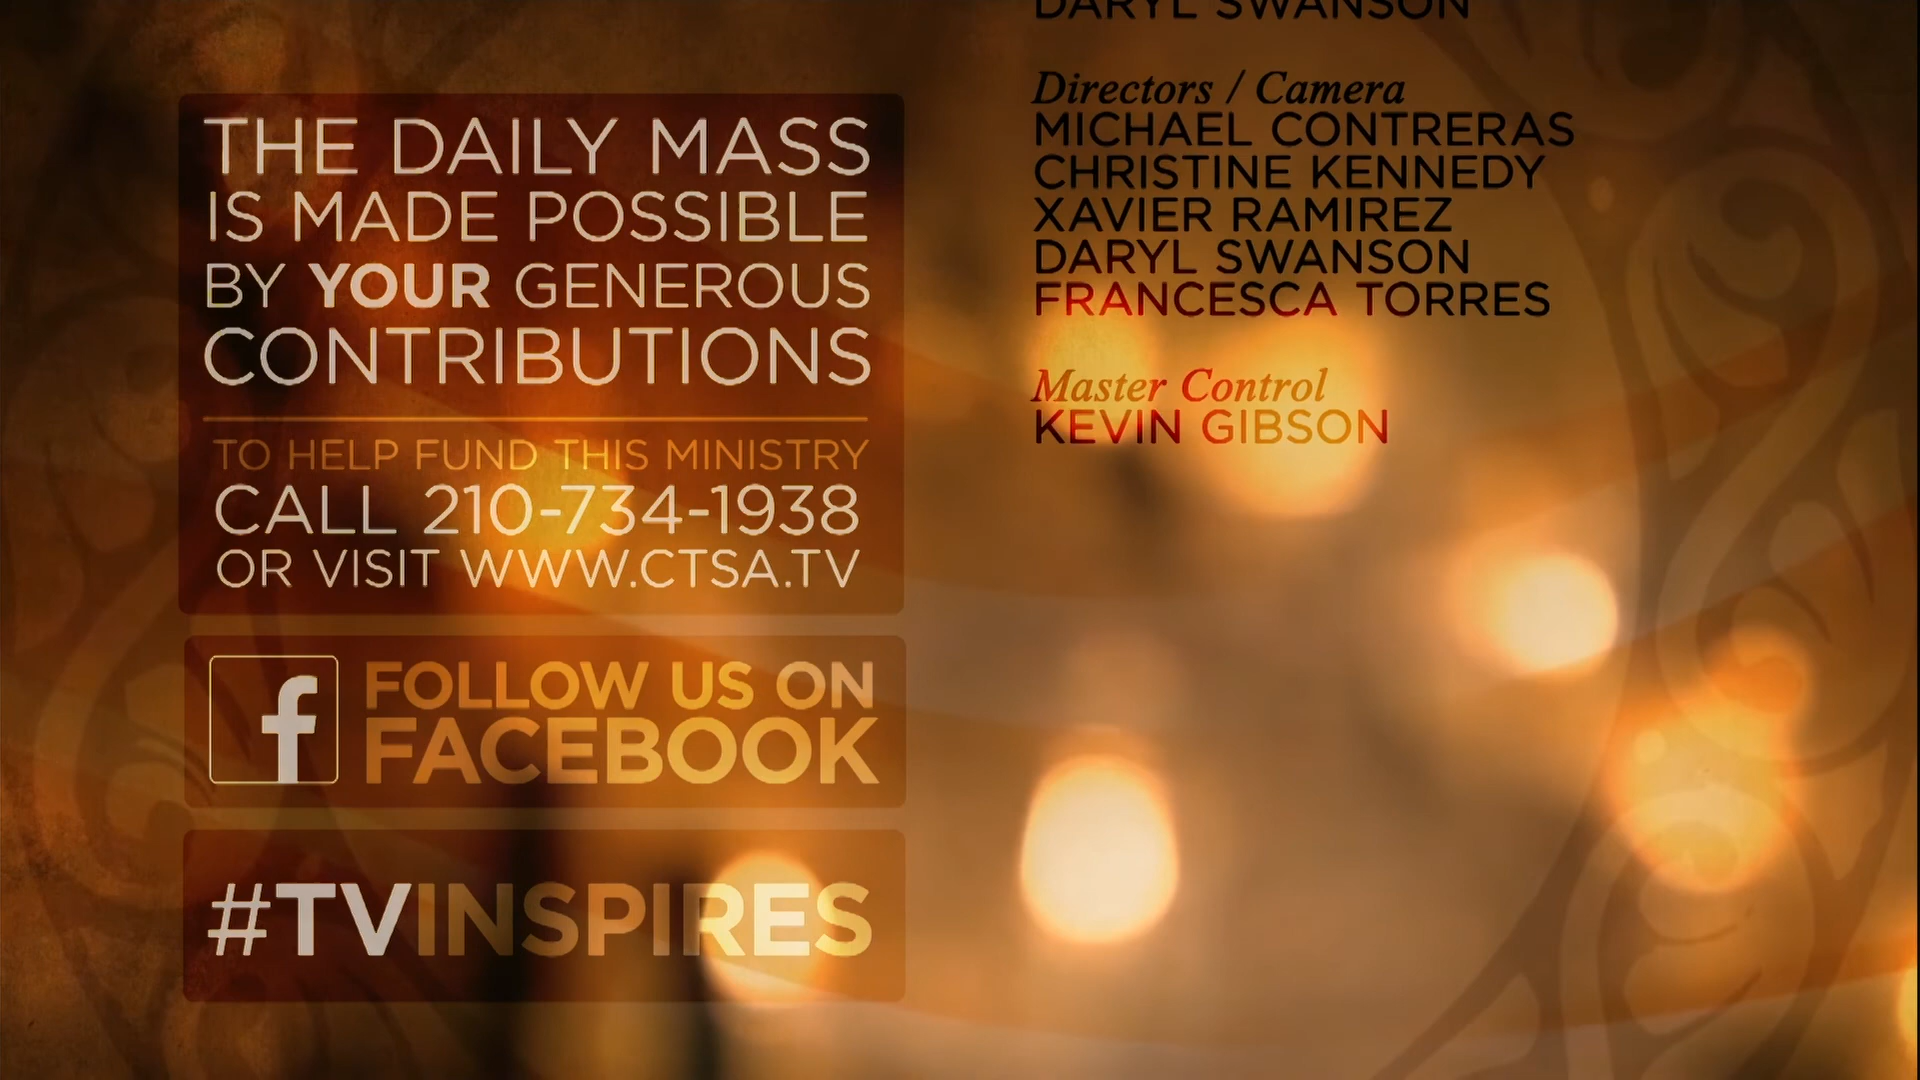 THE DAILY MASS
IS MADE POSSIBLE
BY YOUR GENEROUS
CONTRIBUTIONS
TO HELP FUND THIS MINISTRY
CALL 210-734-1938
OR VISIT WWW.CTSA.TV
f FOLLOW US ON
FACEBOOK
#TVINSPIRES
DARYL SWANSON
Directors / Camera
MICHAEL CONTRERAS
CHRISTINE KENNEDY
XAVIER RAMIREZ
DARYL SWANSON
FRANCESCA TORRES
Master Control
KEVIN GIBSON